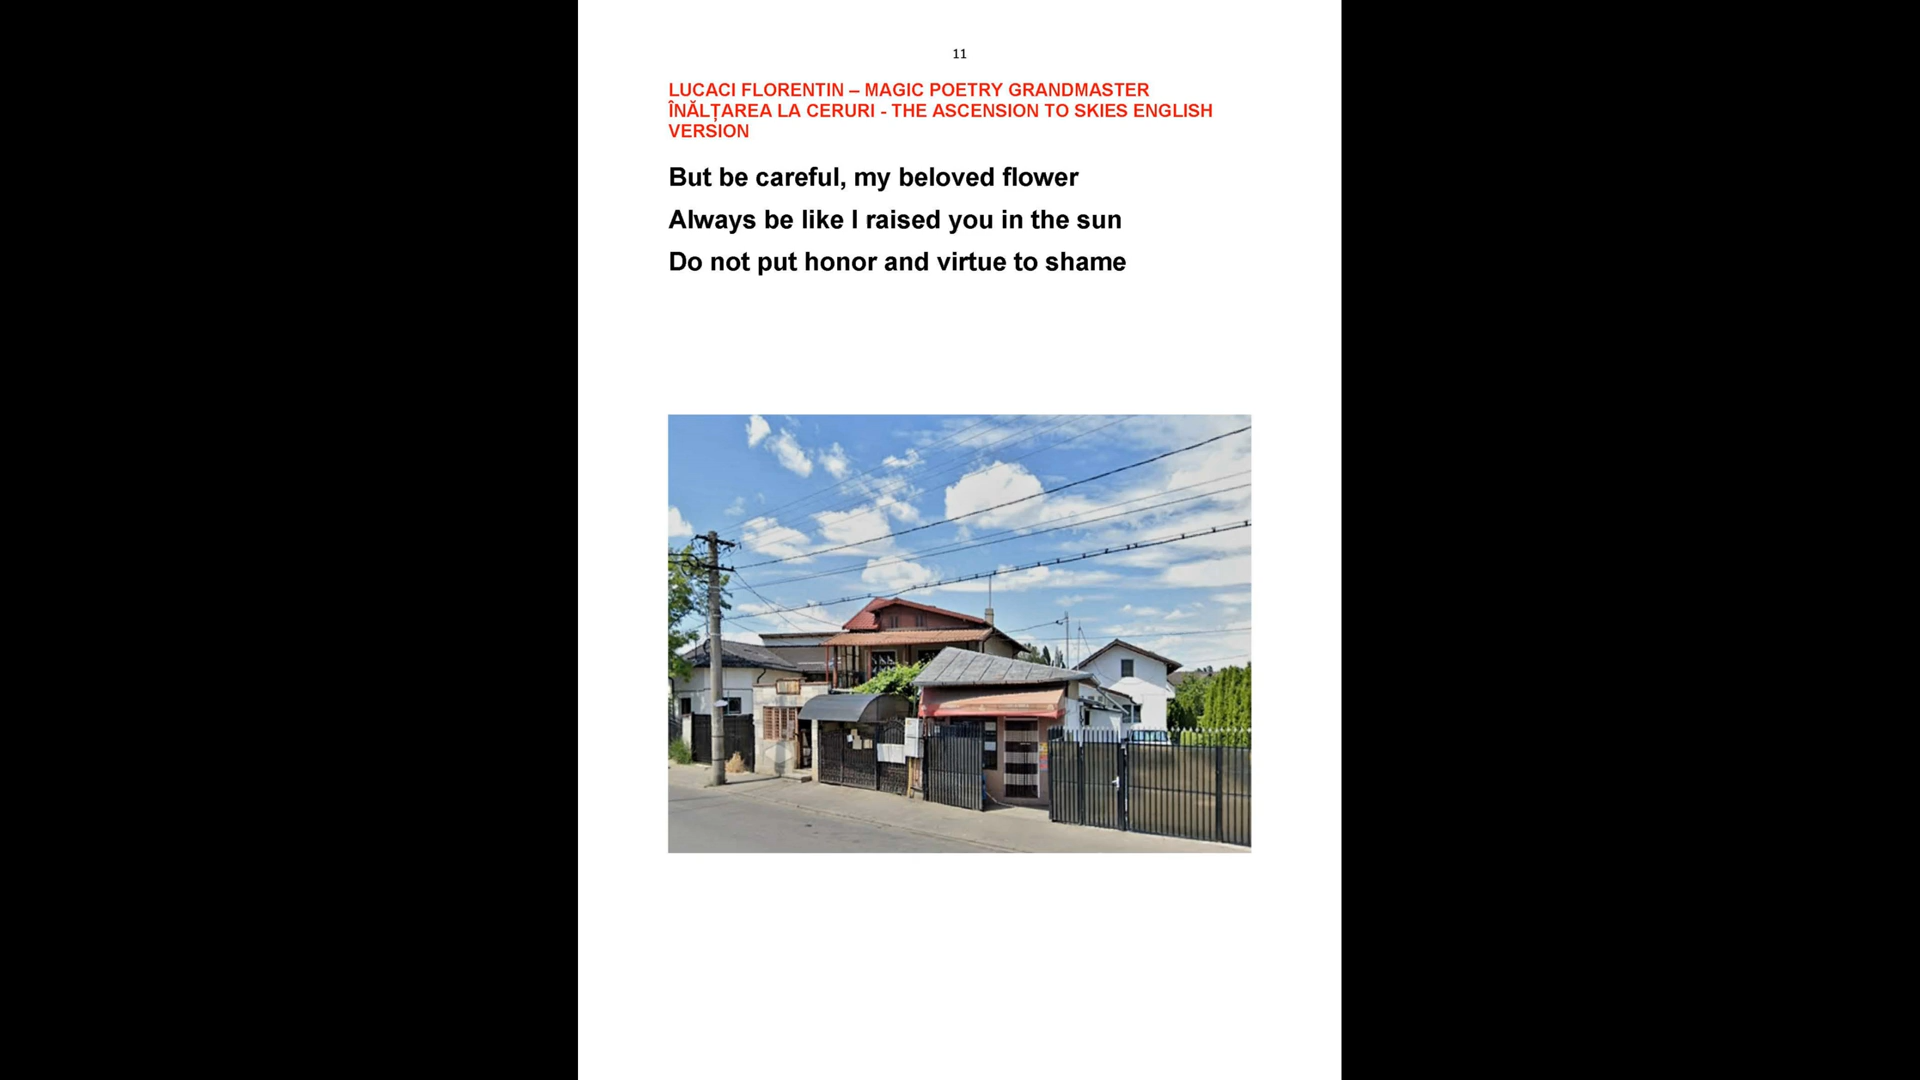 11
LUCACI FLORENTIN – MAGIC POETRY GRANDMASTER
ÎNĂLȚAREA LA CERURI - THE ASCENSION TO SKIES ENGLISH
VERSION
But be careful, my beloved flower
Always be like I raised you in the sun
Do not put honor and virtue to shame